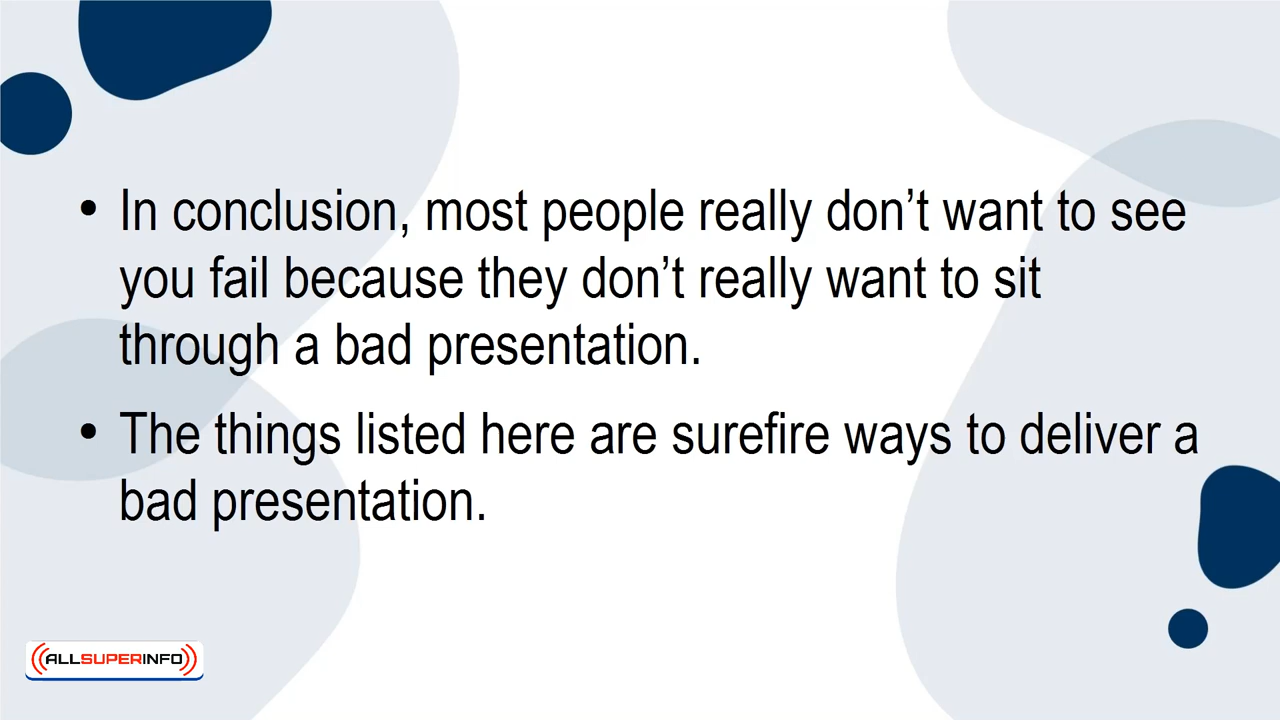 • In conclusion, most people really don’t want to see
you fail because they don’t really want to sit
through a bad presentation.
• The things listed here are surefire ways to deliver a
bad presentation.
ALLSUPERINFO